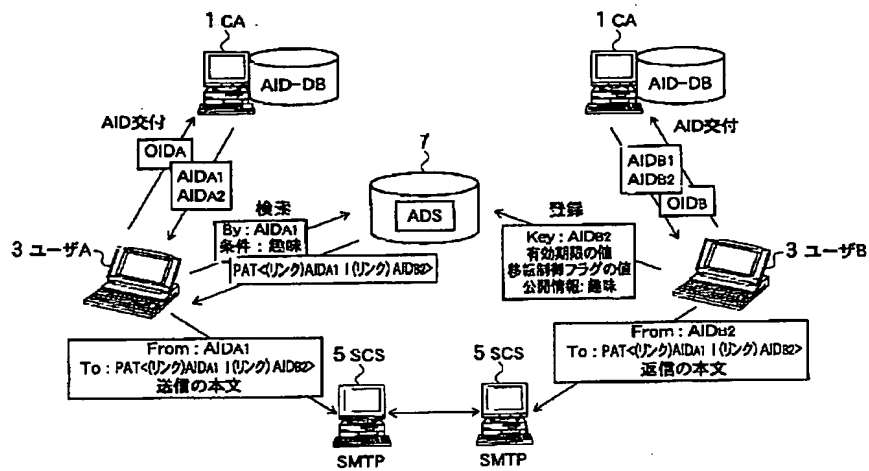 1 CA
AID-DB
1 CA
AID-DB
AID交付
OIDA
AIDA1
AIDA2
AID交付
AIDB1
AIDB2
OIDB
7
ADS
検索
By : AIDA1
条件 : 趣味
PAT<(リンク)AIDA1 | (リンク)AIDB2>
登録
Key : AIDB2
有効期限の値
移転制御フラグの値
公開情報: 趣味
3 ユーザA
3 ユーザB
From : AIDA1
To : PAT<(リンク)AIDA1 | (リンク)AIDB2>
送信の本文
From : AIDB2
To : PAT<(リンク)AIDA1 | (リンク)AIDB2>
返信の本文
5 SCS
SMTP
5 SCS
SMTP